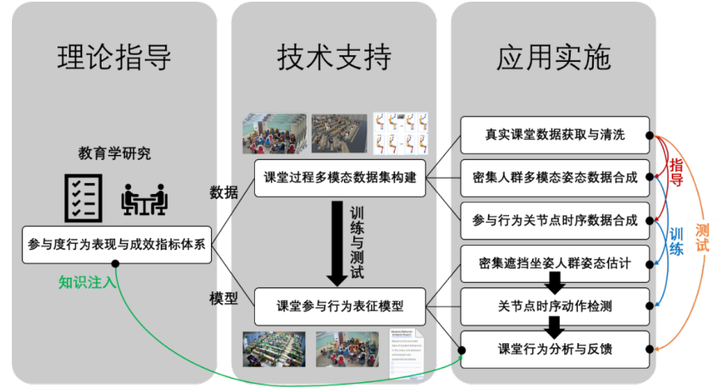 理论指导
技术支持
应用实施
教育学研究
参与度行为表现与成效指标体系
知识注入
数据
模型
课堂过程多模态数据集构建
训练与测试
课堂参与行为表征模型
真实课堂数据获取与清洗
密集人群多模态姿态数据合成
参与行为关节点时序数据合成
密集遮挡坐姿人群姿态估计
关节点时序动作检测
课堂行为分析与反馈
指导
训练
测试